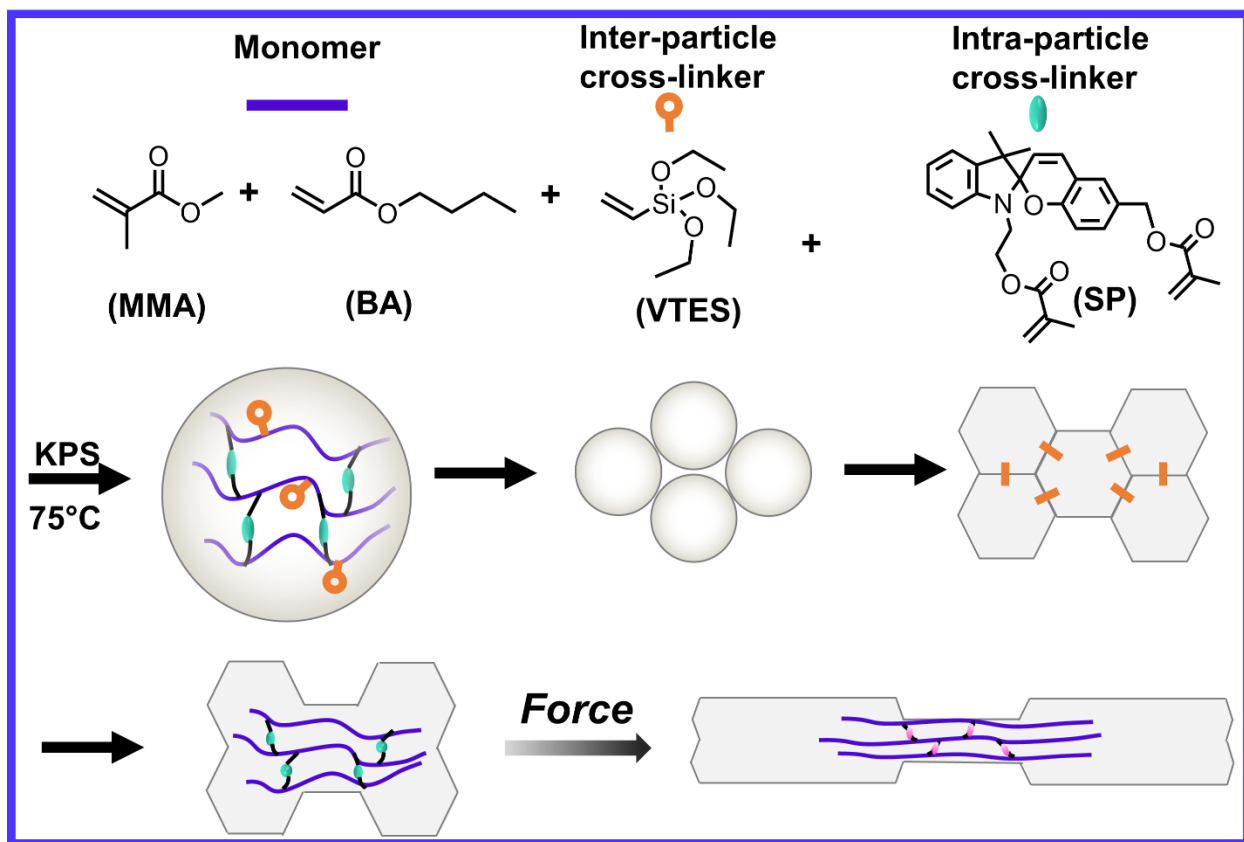 Monomer
Inter-particle
cross-linker
Intra-particle
cross-linker
O
O
+
O
O
+
O
Si
O
O
+
N
O
O
O
O
O
(MMA)
(BA)
(VTES)
(SP)
KPS
75°C
Force